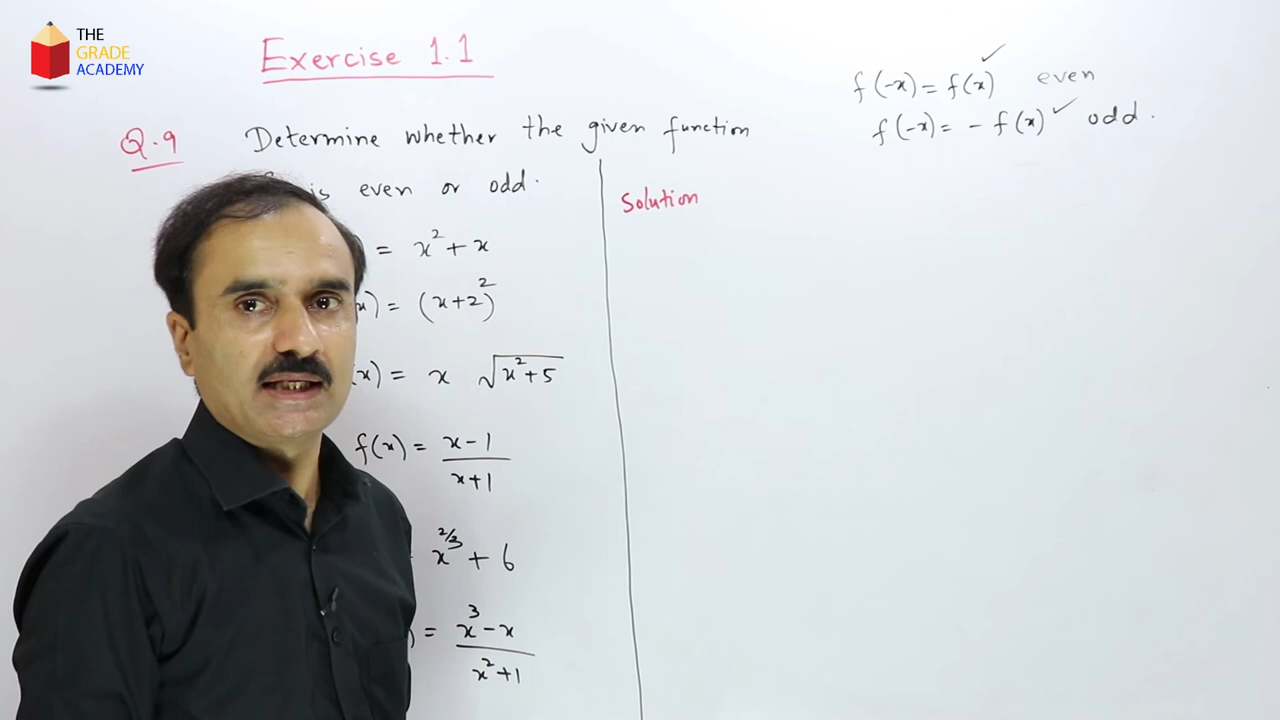 THE
GRADE
ACADEMY
Exercise 1.1
f(-x) = f(x) ✓ even
f(-x) = - f(x) ✓ odd.
Q.9 Determine whether the given function
is even or odd.
Solution
= x² + x
x) = (x+2)²
(x) = x √(x²+5)
f(x) = (x-1)/(x+1)
x^(2/3) + 6
) = (x³-x)/(x²+1)